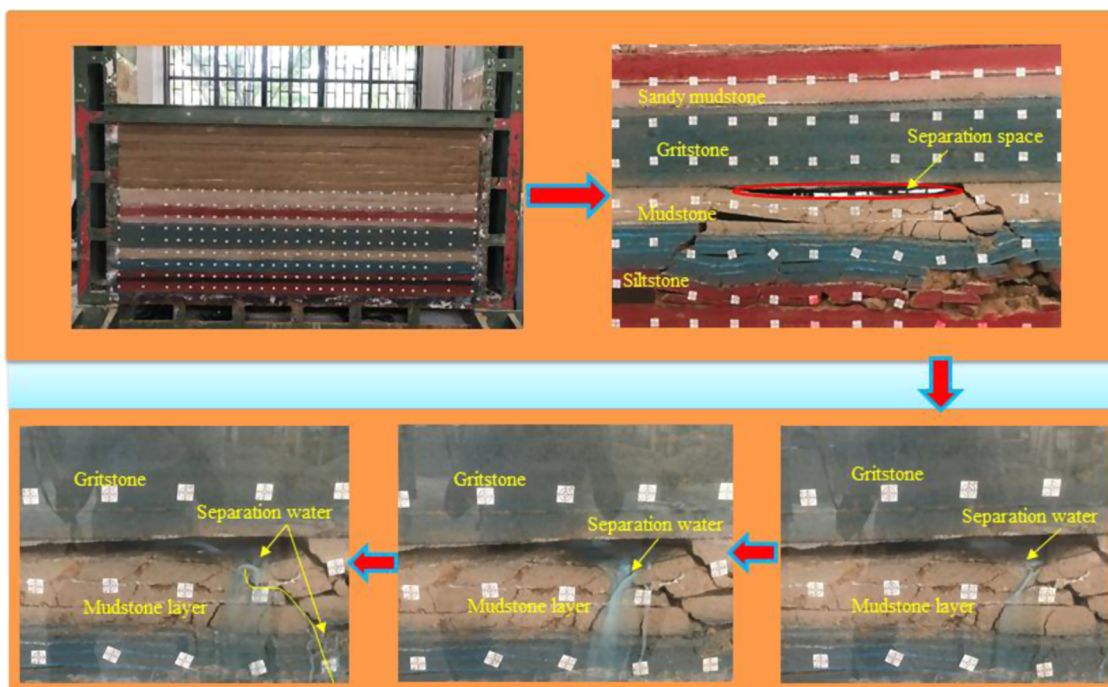 Sandy mudstone
Separation space
Gritstone
Mudstone
Siltstone
Gritstone
Separation water
Mudstone layer
Gritstone
Separation water
Mudstone layer
Gritstone
Separation water
Mudstone layer